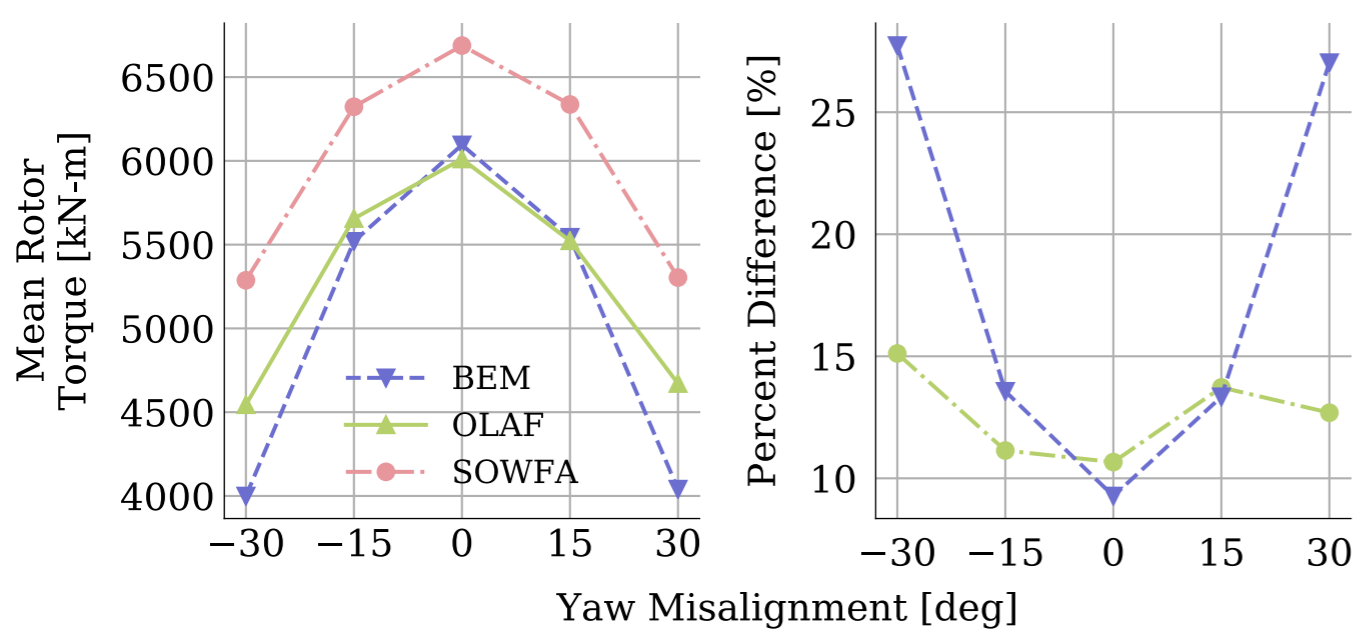 Mean Rotor
Torque [kN-m]
6500
6000
5500
5000
4500
4000
−30 −15 0 15 30
BEM
OLAF
SOWFA
Percent Difference [%]
25
20
15
10
−30 −15 0 15 30
Yaw Misalignment [deg]